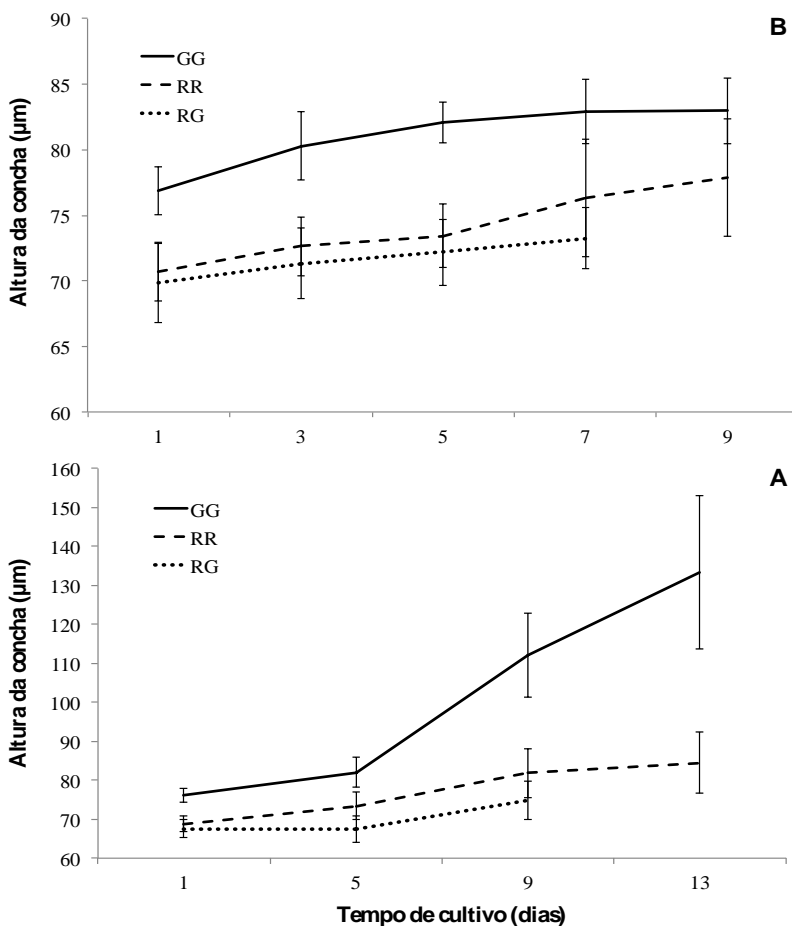 B
GG
RR
RG
90
85
80
75
70
65
60
Altura da concha (µm)
1 3 5 7 9
A
GG
RR
RG
160
150
140
130
120
110
100
90
80
70
60
Altura da concha (µm)
1 5 9 13
Tempo de cultivo (dias)